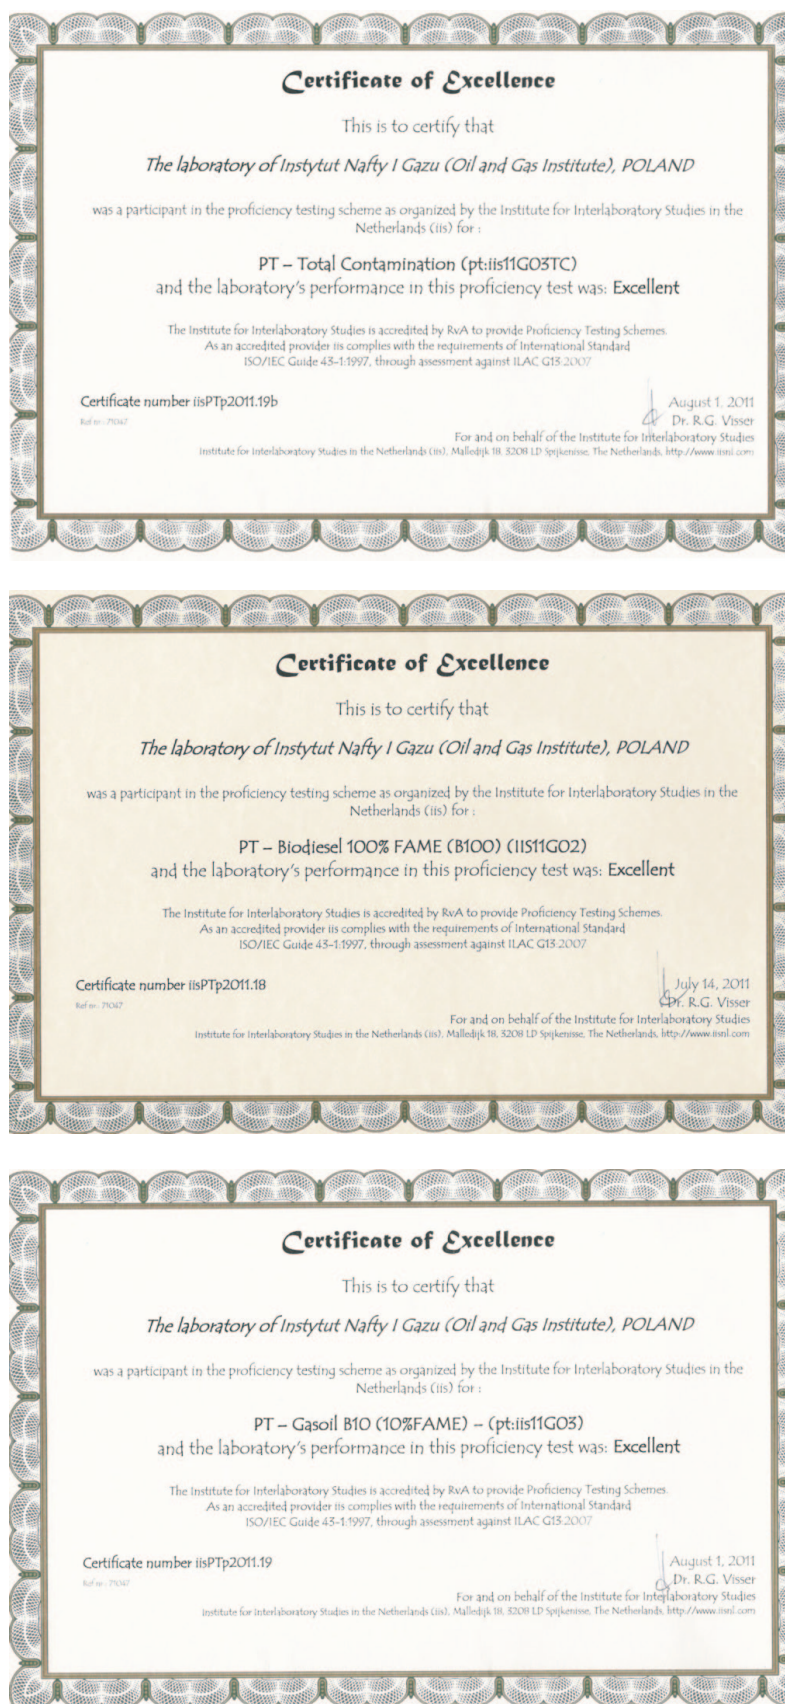 Certificate of Excellence
This is to certify that
The laboratory of Instytut Nafty I Gazu (Oil and Gas Institute), POLAND
was a participant in the proficiency testing scheme as organized by the Institute for Interlaboratory Studies in the
Netherlands (iis) for :
PT – Total Contamination (pt:iis11G03TC)
and the laboratory's performance in this proficiency test was: Excellent
The Institute for Interlaboratory Studies is accredited by RvA to provide Proficiency Testing Schemes.
As an accredited provider iis complies with the requirements of International Standard
ISO/IEC Guide 43-1:1997, through assessment against ILAC G13:2007
Certificate number iisPTp2011.19b
August 1, 2011
Ref nr.: 71047
Dr. R.G. Visser
For and on behalf of the Institute for Interlaboratory Studies
Institute for Interlaboratory Studies in the Netherlands (iis), Malledijk 18, 3208 LD Spijkenisse, The Netherlands, http://www.iisnl.com
Certificate of Excellence
This is to certify that
The laboratory of Instytut Nafty I Gazu (Oil and Gas Institute), POLAND
was a participant in the proficiency testing scheme as organized by the Institute for Interlaboratory Studies in the
Netherlands (iis) for :
PT – Biodiesel 100% FAME (B100) (IIS11G02)
and the laboratory's performance in this proficiency test was: Excellent
The Institute for Interlaboratory Studies is accredited by RvA to provide Proficiency Testing Schemes.
As an accredited provider iis complies with the requirements of International Standard
ISO/IEC Guide 43-1:1997, through assessment against ILAC G13:2007
Certificate number iisPTp2011.18
July 14, 2011
Ref nr.: 71047
Dr. R.G. Visser
For and on behalf of the Institute for Interlaboratory Studies
Institute for Interlaboratory Studies in the Netherlands (iis), Malledijk 18, 3208 LD Spijkenisse, The Netherlands, http://www.iisnl.com
Certificate of Excellence
This is to certify that
The laboratory of Instytut Nafty I Gazu (Oil and Gas Institute), POLAND
was a participant in the proficiency testing scheme as organized by the Institute for Interlaboratory Studies in the
Netherlands (iis) for :
PT – Gasoil B10 (10%FAME) – (pt:iis11G03)
and the laboratory's performance in this proficiency test was: Excellent
The Institute for Interlaboratory Studies is accredited by RvA to provide Proficiency Testing Schemes.
As an accredited provider iis complies with the requirements of International Standard
ISO/IEC Guide 43-1:1997, through assessment against ILAC G13:2007
Certificate number iisPTp2011.19
August 1, 2011
Ref nr.: 71047
Dr. R.G. Visser
For and on behalf of the Institute for Interlaboratory Studies
Institute for Interlaboratory Studies in the Netherlands (iis), Malledijk 18, 3208 LD Spijkenisse, The Netherlands, http://www.iisnl.com